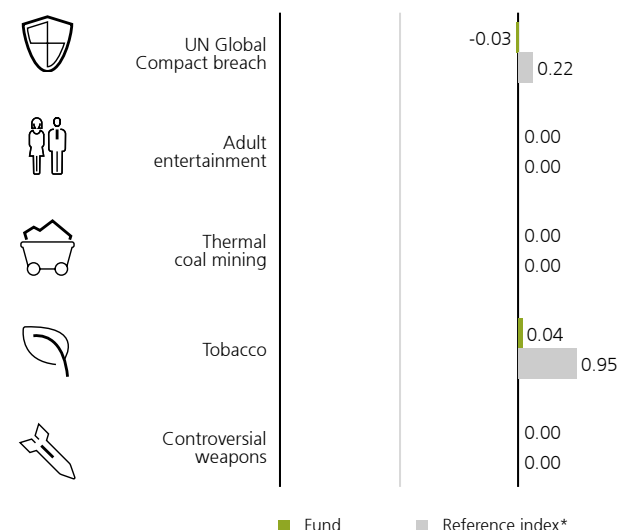 UN Global
Compact breach
-0.03
0.22
Adult
entertainment
0.00
0.00
Thermal
coal mining
0.00
0.00
Tobacco
0.04
0.95
Controversial
weapons
0.00
0.00
Fund
Reference index*